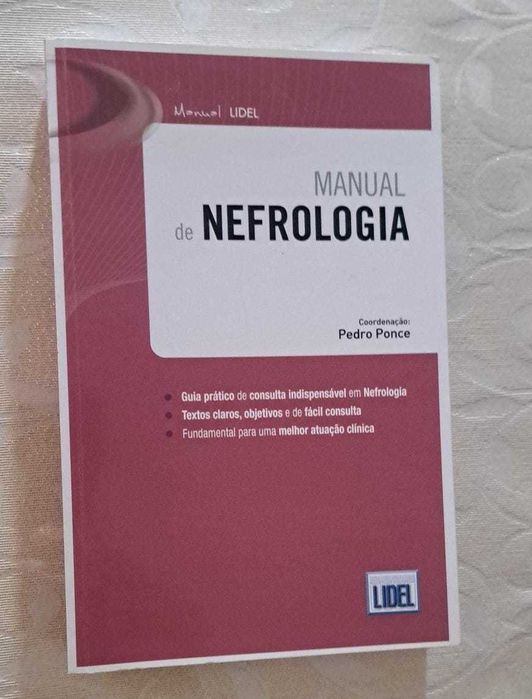 Manual LIDEL
MANUAL
de NEFROLOGIA
Coordenação:
Pedro Ponce
Guia prático de consulta indispensável em Nefrologia
Textos claros, objetivos e de fácil consulta
Fundamental para uma melhor atuação clínica
LIDEL